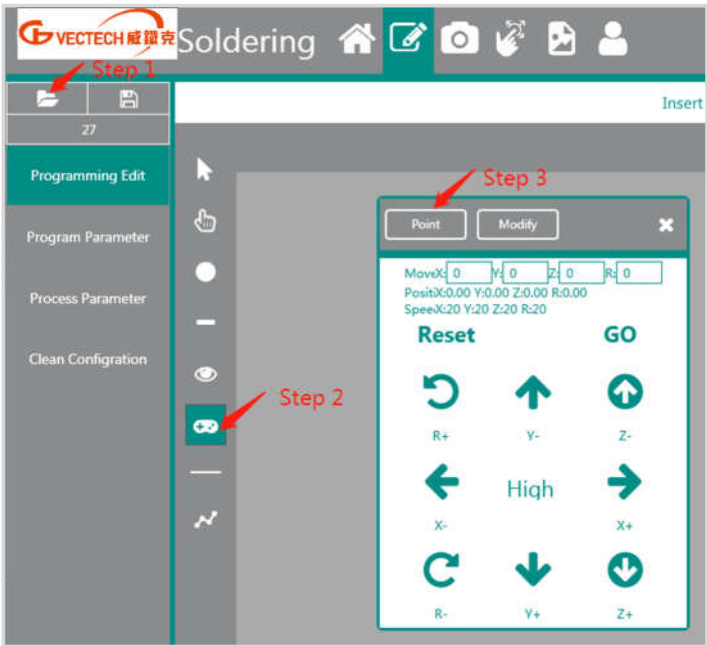 VECTECH威鐵克 Soldering
Step 1
27
Insert
Programming Edit
Program Parameter
Process Parameter
Clean Configration
Step 2
Step 3
Point Modify
MoveX: 0 Y: 0 Z: 0 R: 0
PositiX:0.00 Y:0.00 Z:0.00 R:0.00
SpeeX:20 Y:20 Z:20 R:20
Reset GO
R+ Y- Z-
High
X- X+
R- Y+ Z+